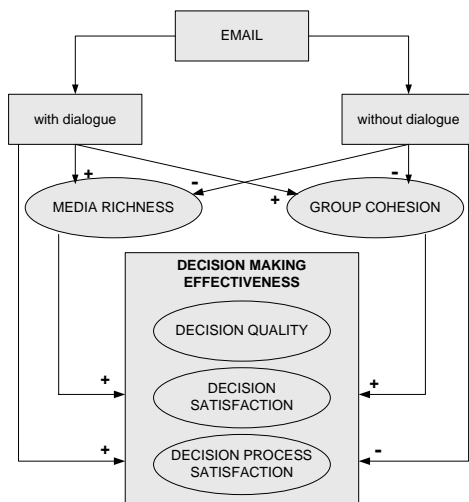 EMAIL
with dialogue
without dialogue
+
-
+
-
MEDIA RICHNESS
GROUP COHESION
DECISION MAKING
EFFECTIVENESS
DECISION QUALITY
+
DECISION
SATISFACTION
+
+
DECISION PROCESS
SATISFACTION
-